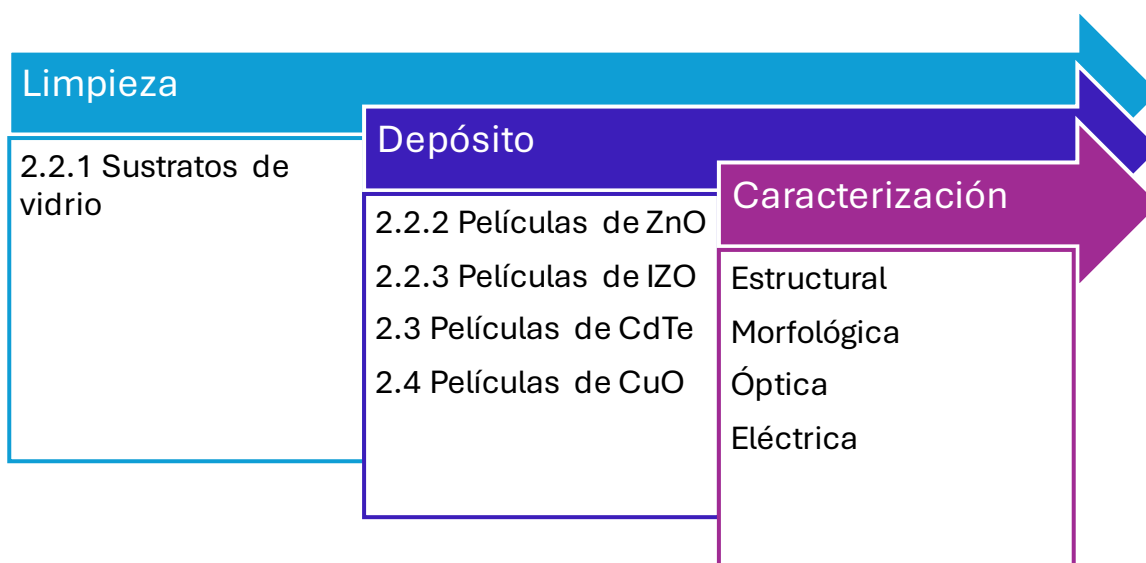 Limpieza
2.2.1 Sustratos de
vidrio
Depósito
2.2.2 Películas de ZnO
2.2.3 Películas de IZO
2.3 Películas de CdTe
2.4 Películas de CuO
Caracterización
Estructural
Morfológica
Óptica
Eléctrica